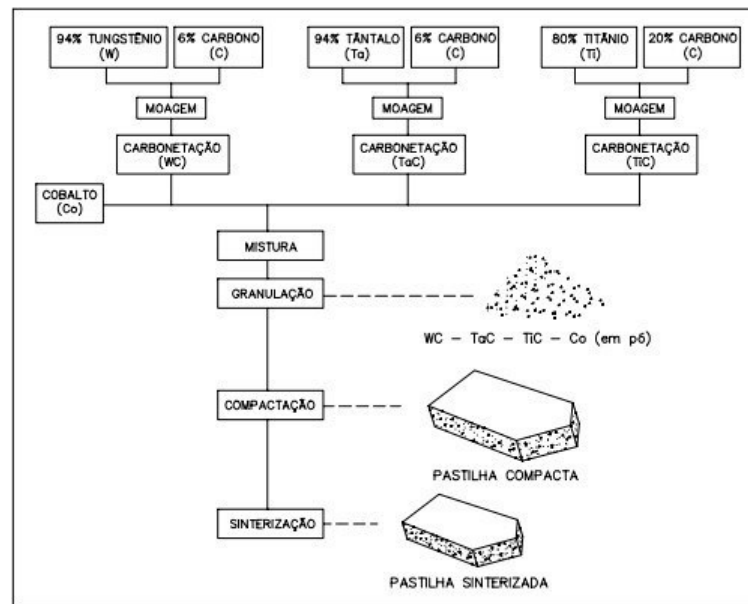 94% TUNGSTÊNIO
(W)
6% CARBONO
(C)
94% TÂNTALO
(Ta)
6% CARBONO
(C)
80% TITÂNIO
(Ti)
20% CARBONO
(C)
MOAGEM
MOAGEM
MOAGEM
CARBONETAÇÃO
(WC)
CARBONETAÇÃO
(TaC)
CARBONETAÇÃO
(TiC)
COBALTO
(Co)
MISTURA
GRANULAÇÃO
WC – TaC – TiC – Co (em pó)
COMPACTAÇÃO
PASTILHA COMPACTA
SINTERIZAÇÃO
PASTILHA SINTERIZADA